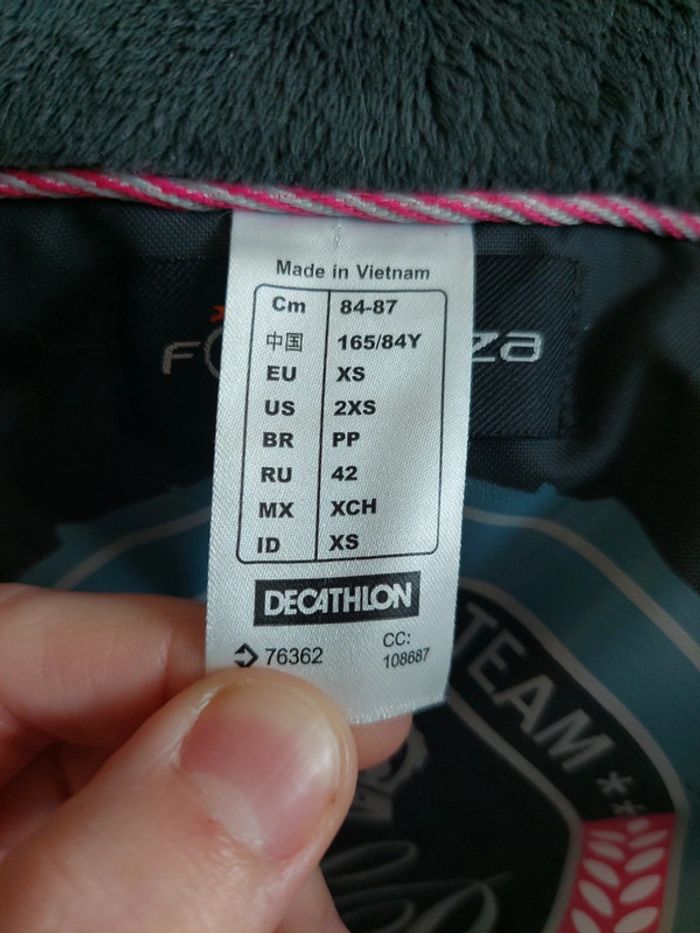 Made in Vietnam
Cm 84-87
中国 165/84Y
EU XS
US 2XS
BR PP
RU 42
MX XCH
ID XS
DECATHLON
76362
CC:
108687
TEAM